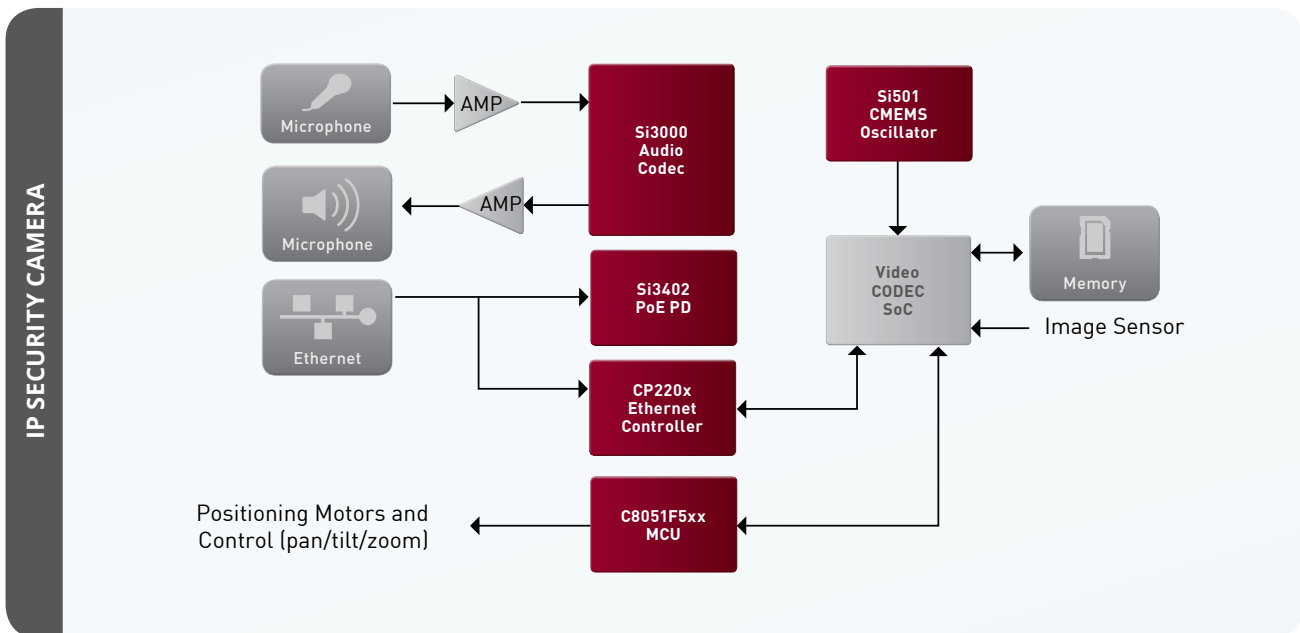 IP SECURITY CAMERA
Microphone
AMP
Si3000
Audio
Codec
Si501
CMEMS
Oscillator
Microphone
AMP
Ethernet
Si3402
PoE PD
Video
CODEC
SoC
Memory
Image Sensor
CP220x
Ethernet
Controller
Positioning Motors and
Control (pan/tilt/zoom)
C8051F5xx
MCU